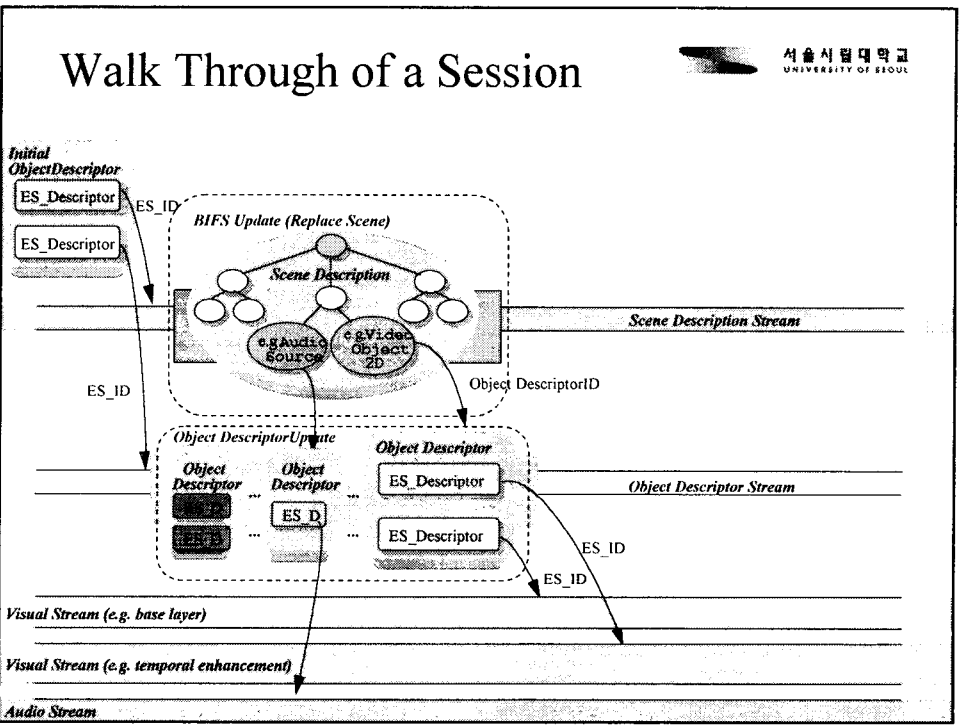 Walk Through of a Session
서울시립대학교
UNIVERSITY OF SEOUL
Initial
ObjectDescriptor
ES_Descriptor
ES_ID
ES_Descriptor
BIFS Update (Replace Scene)
Scene Description
e.g.Audio
Source
e.g.Video
Object
2D
Scene Description Stream
ES_ID
Object DescriptorID
Object DescriptorUpdate
Object
Descriptor
ES_D
ES_D
...
...
Object
Descriptor
ES_D
...
...
Object Descriptor
ES_Descriptor
ES_Descriptor
Object Descriptor Stream
ES_ID
ES_ID
Visual Stream (e.g. base layer)
Visual Stream (e.g. temporal enhancement)
Audio Stream